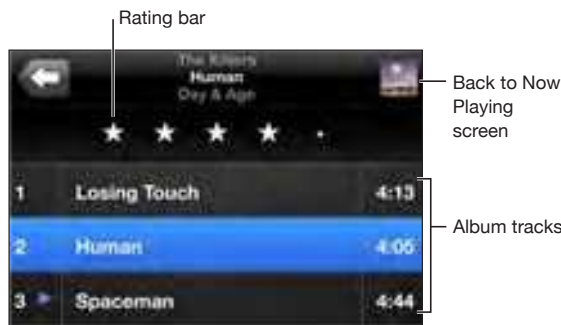 Rating bar
The Killers
Human
Day & Age
Back to Now
Playing
screen
1 Losing Touch 4:13
2 Human 4:05
3 Spaceman 4:44
Album tracks